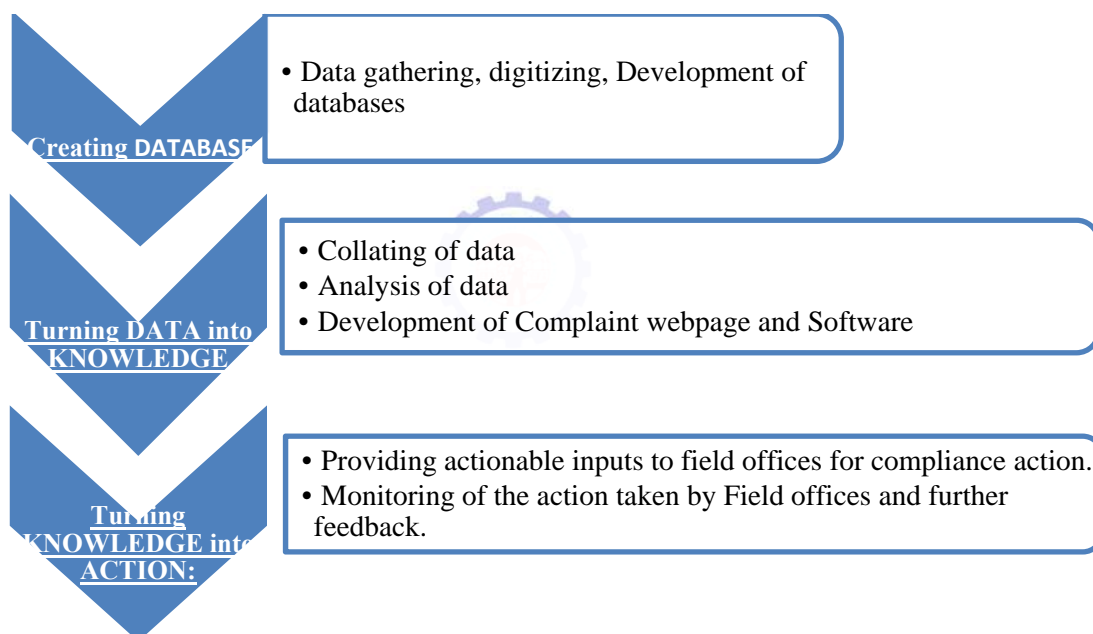 Creating DATABASE
• Data gathering, digitizing, Development of
databases
Turning DATA into
KNOWLEDGE
• Collating of data
• Analysis of data
• Development of Complaint webpage and Software
Turning
KNOWLEDGE into
ACTION:
• Providing actionable inputs to field offices for compliance action.
• Monitoring of the action taken by Field offices and further
feedback.